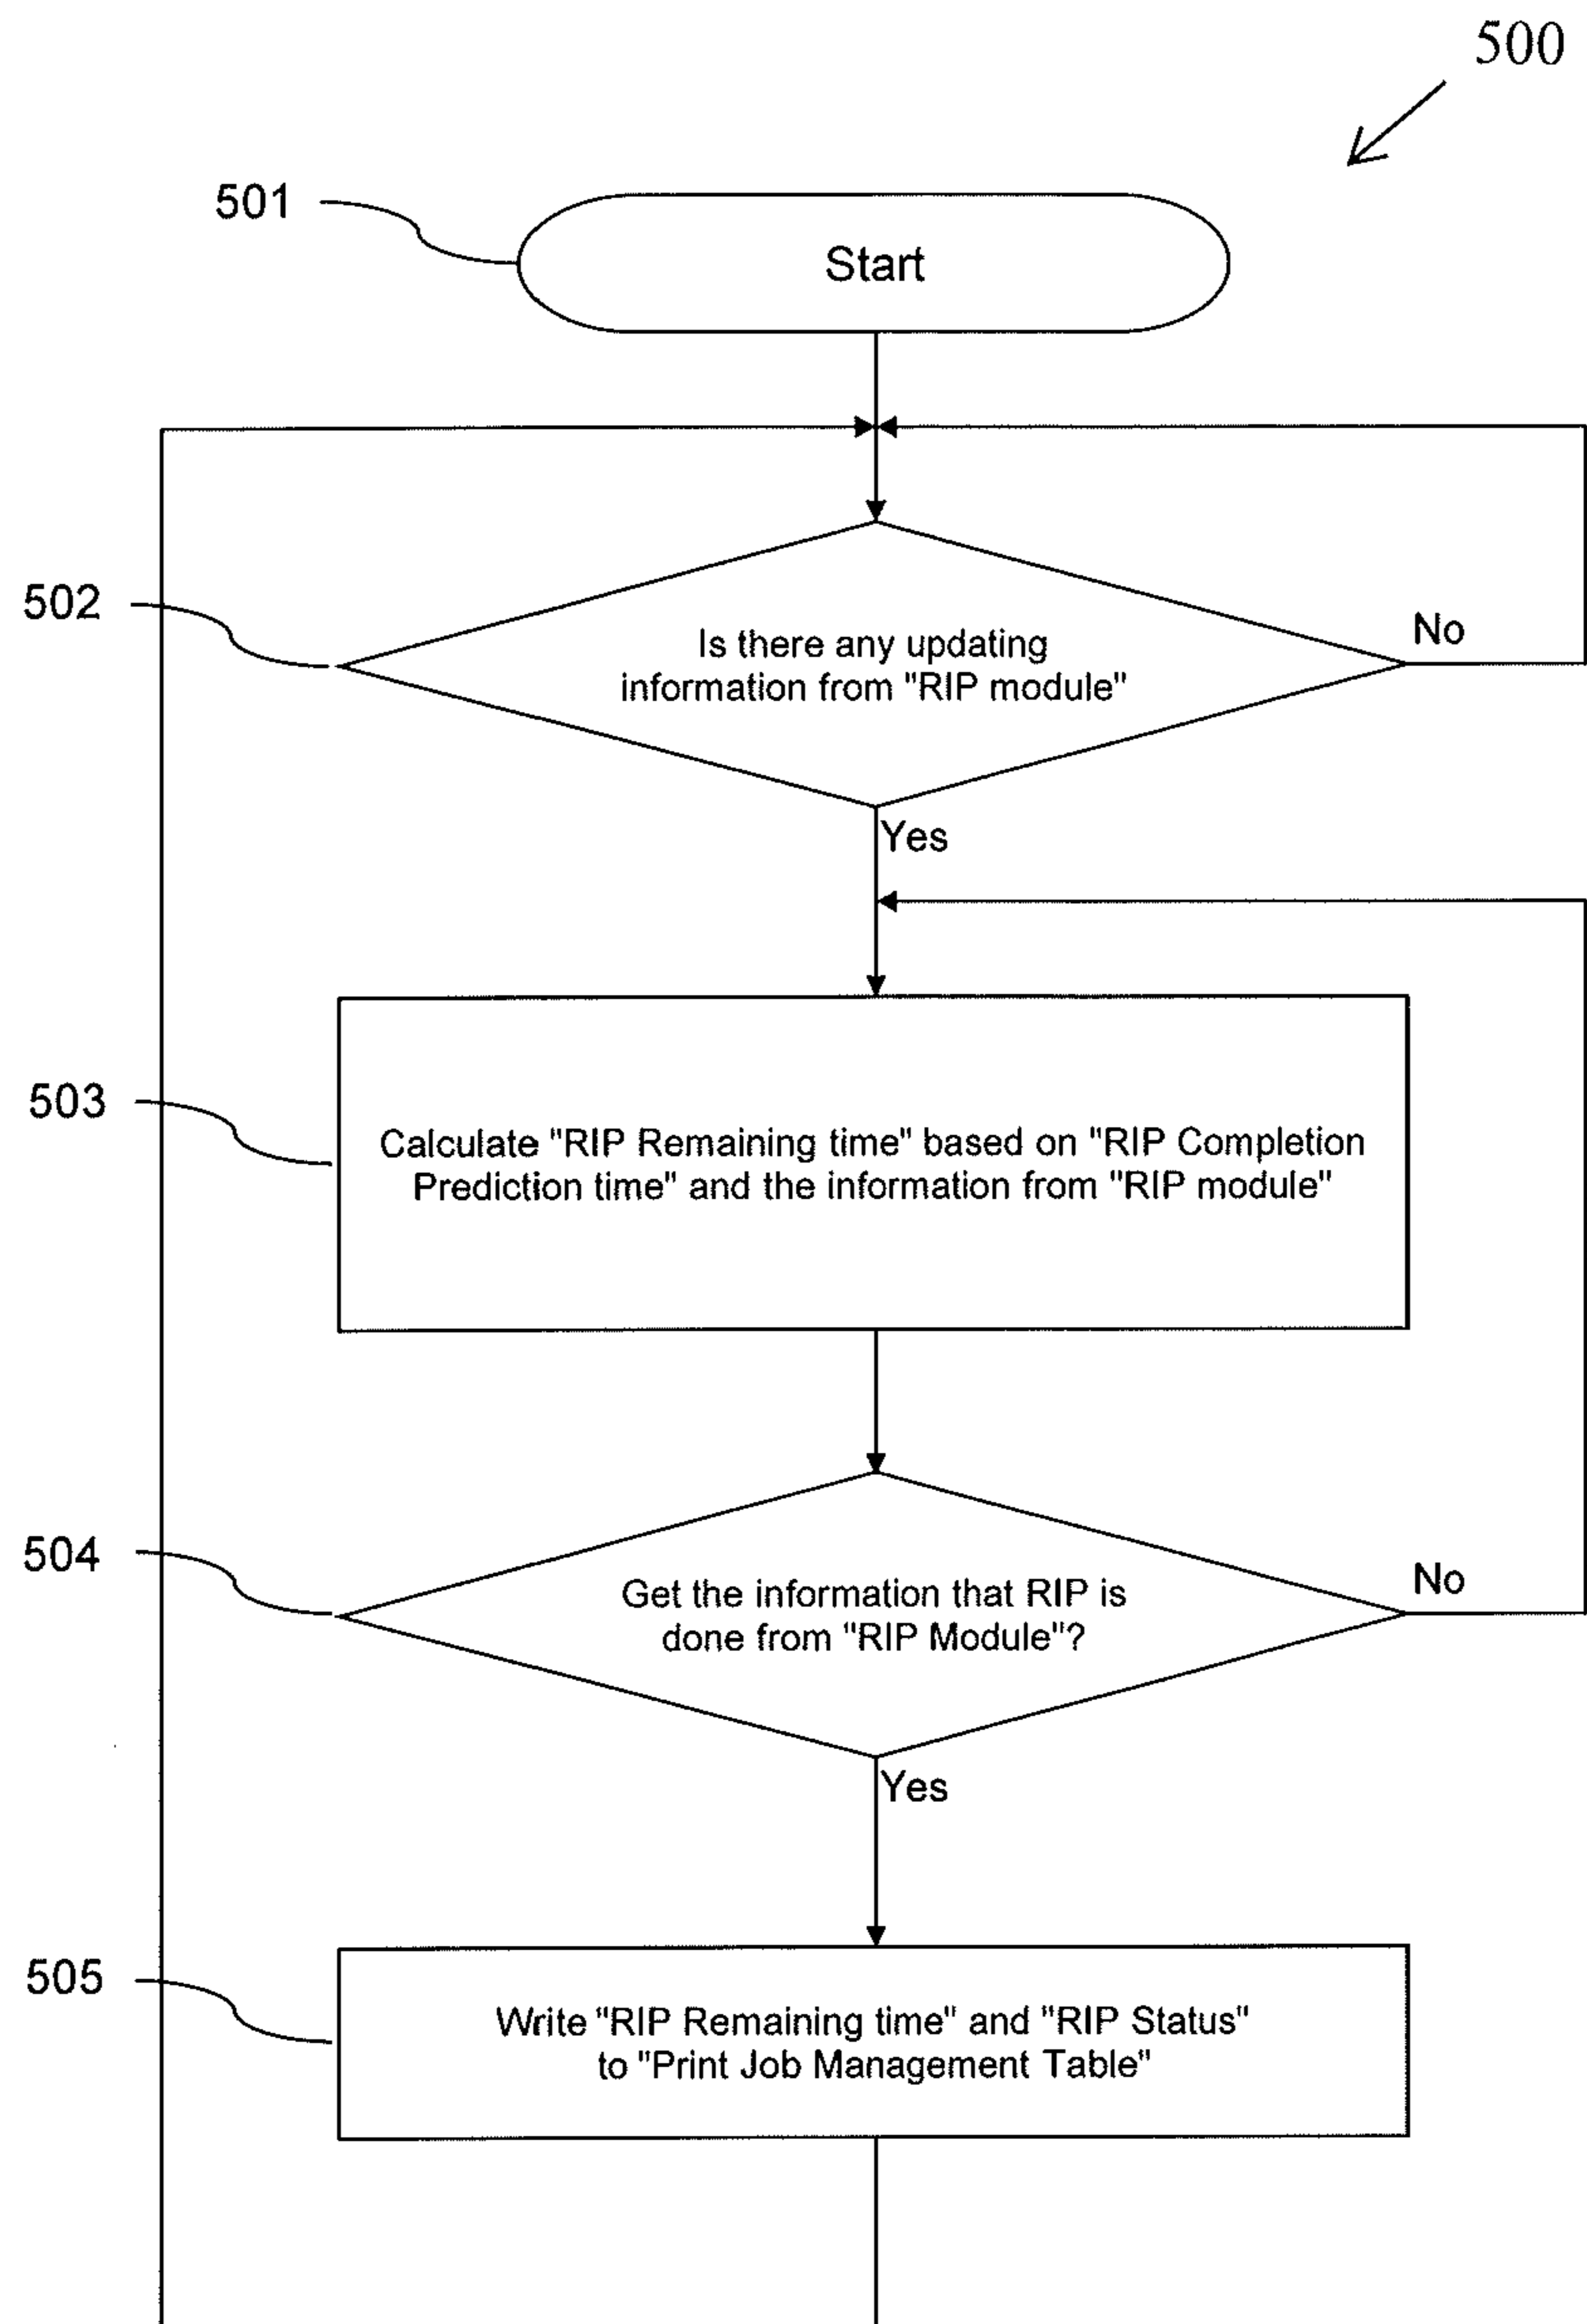 500
501
Start
502
Is there any updating
information from "RIP module"
No
Yes
503
Calculate "RIP Remaining time" based on "RIP Completion
Prediction time" and the information from "RIP module"
504
Get the information that RIP is
done from "RIP Module"?
No
Yes
505
Write "RIP Remaining time" and "RIP Status"
to "Print Job Management Table"